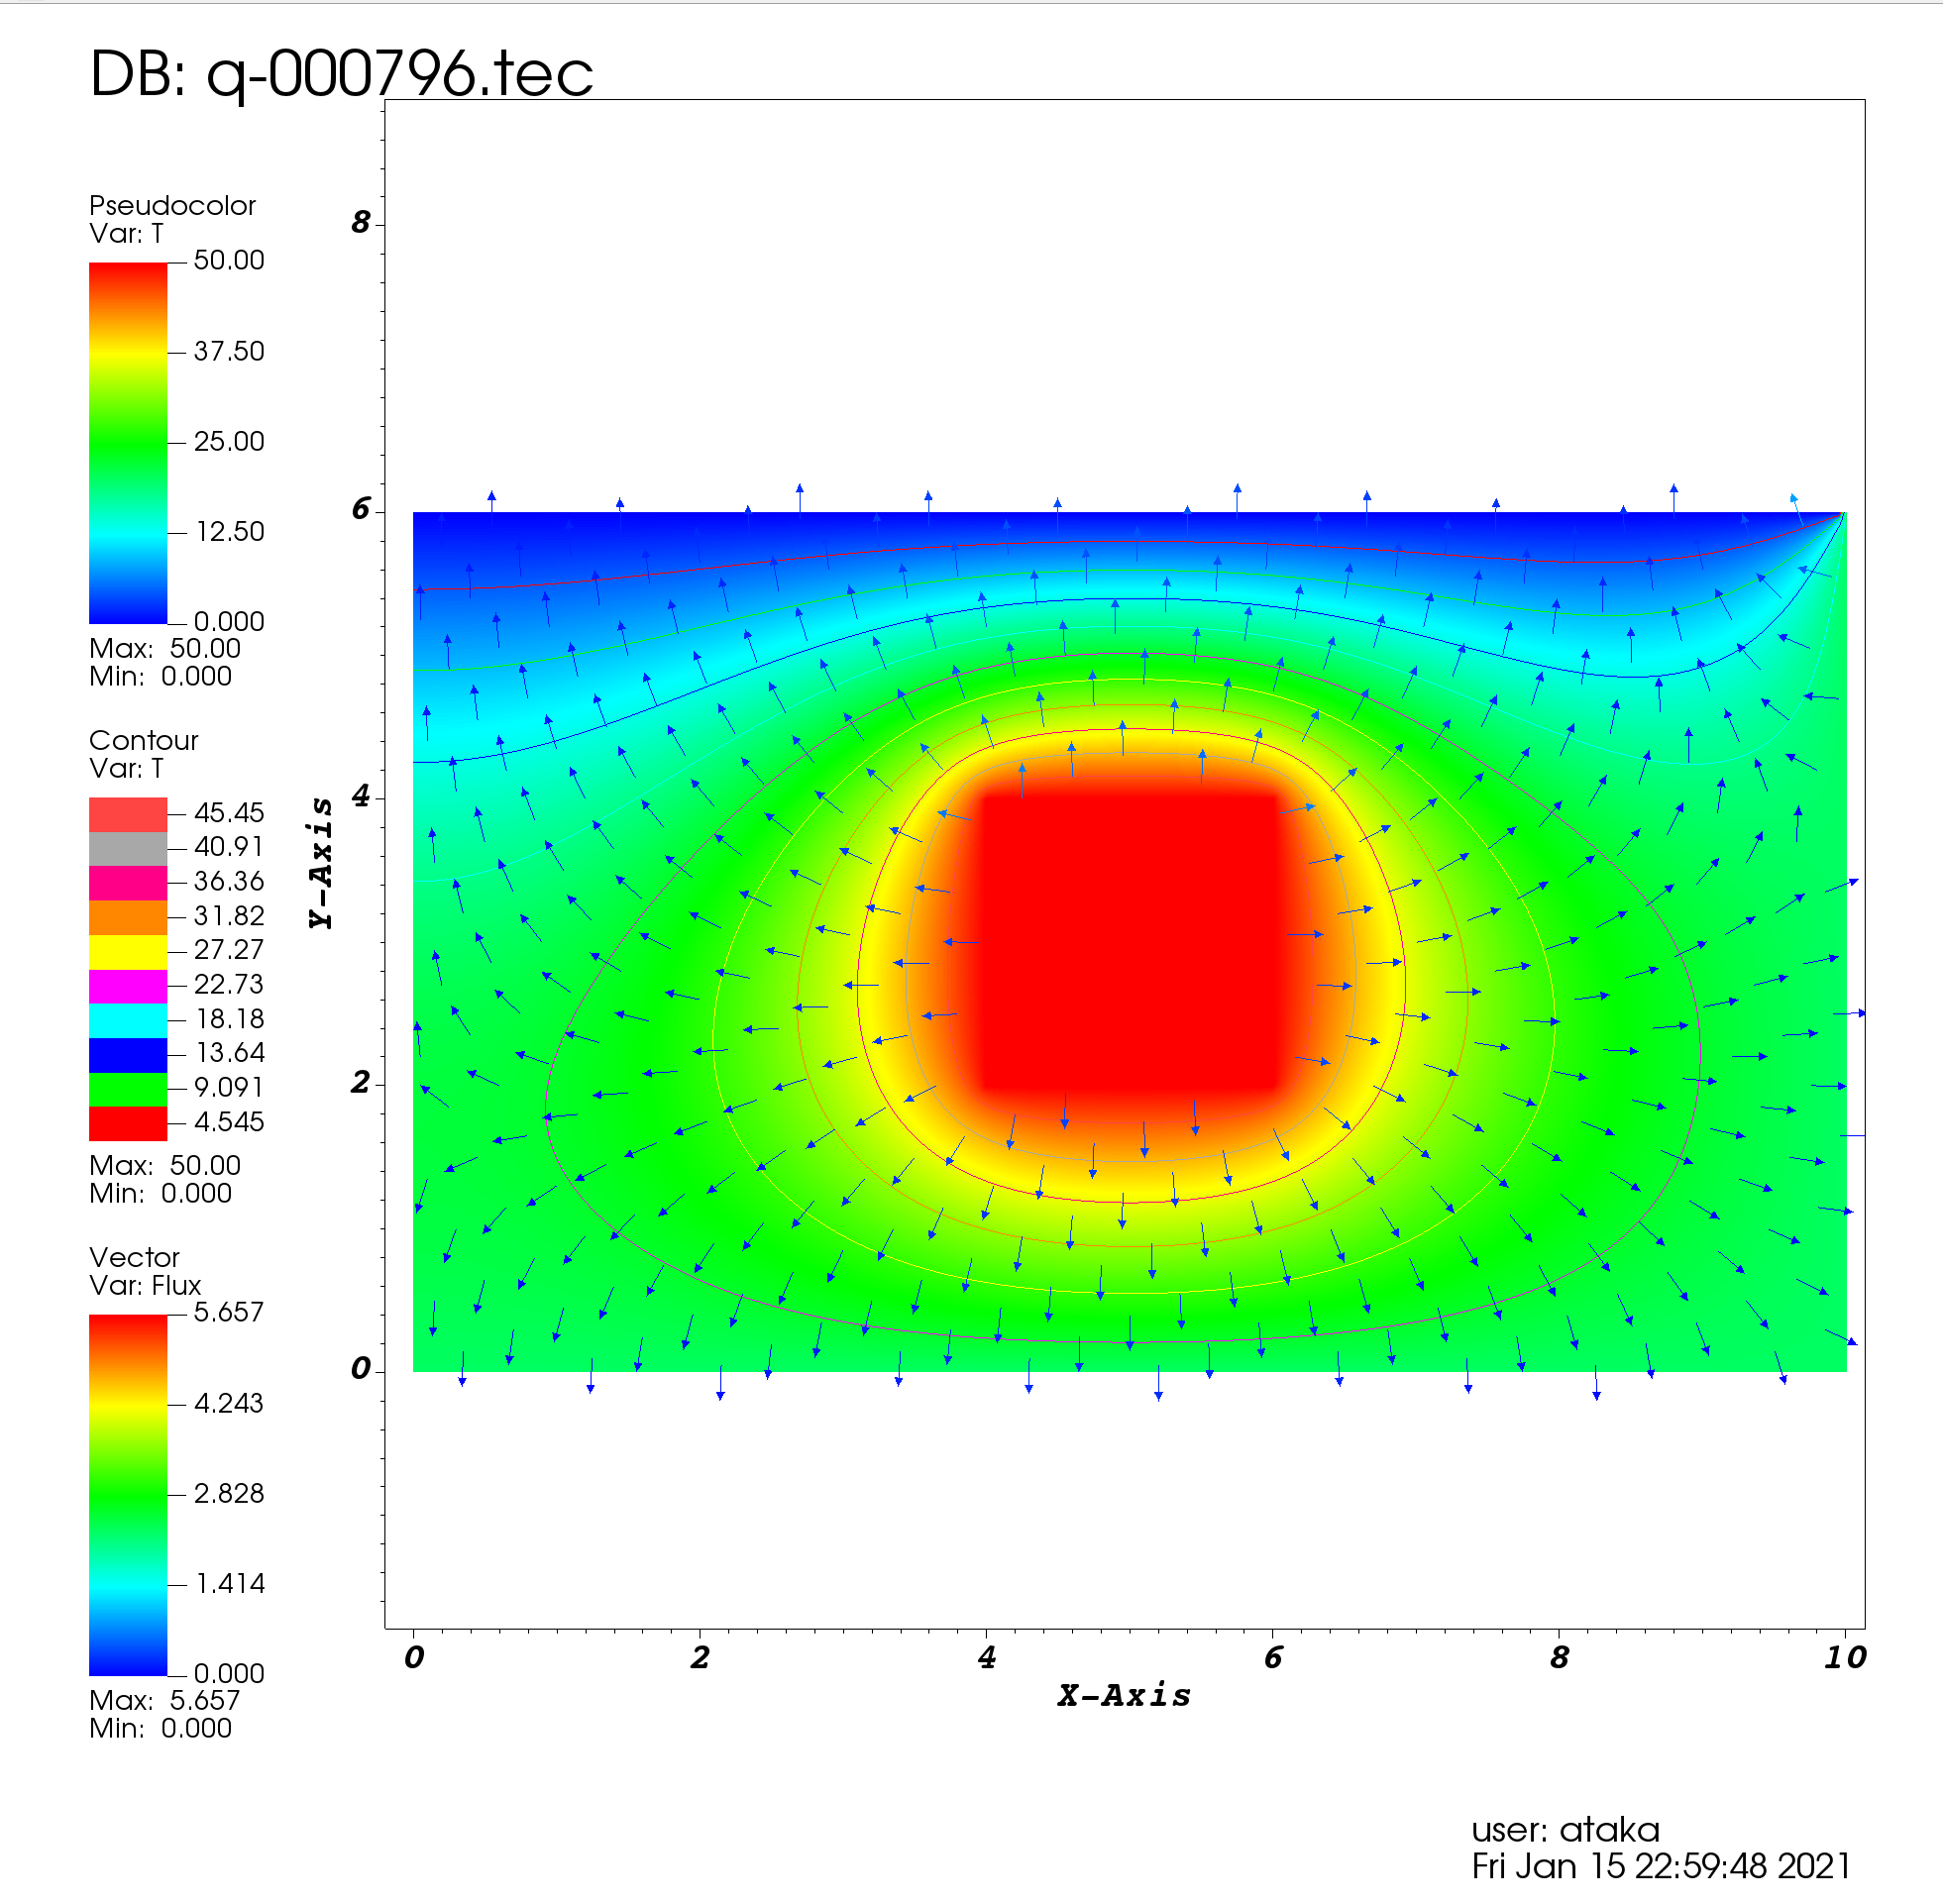 DB: q-000796.tec
Pseudocolor
Var: T
50.00
37.50
25.00
12.50
0.000
Max: 50.00
Min: 0.000
Contour
Var: T
45.45
40.91
36.36
31.82
27.27
22.73
18.18
13.64
9.091
4.545
Max: 50.00
Min: 0.000
Vector
Var: Flux
5.657
4.243
2.828
1.414
0.000
Max: 5.657
Min: 0.000
8
6
4
2
0
Y-Axis
0 2 4 6 8 10
X-Axis
user: ataka
Fri Jan 15 22:59:48 2021